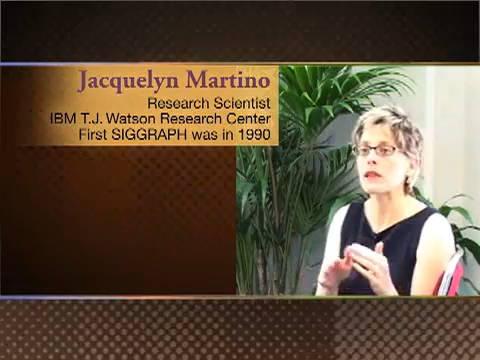 Jacquelyn Martino
Research Scientist
IBM T.J. Watson Research Center
First SIGGRAPH was in 1990